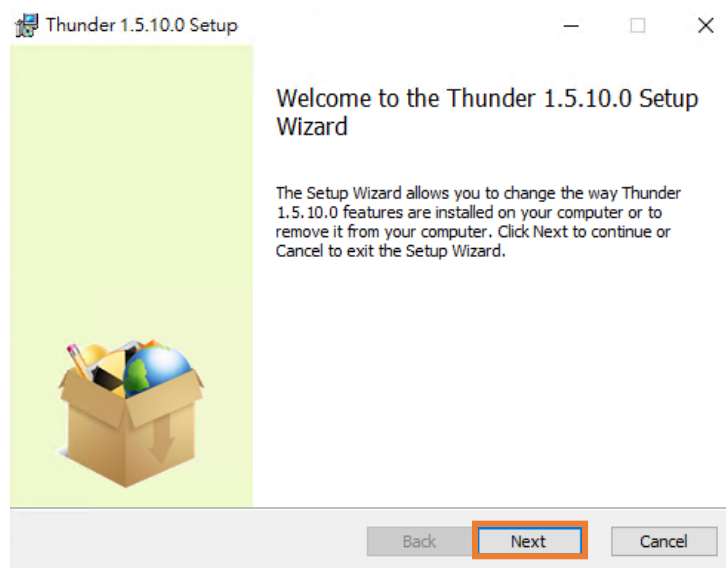 Thunder 1.5.10.0 Setup
Welcome to the Thunder 1.5.10.0 Setup
Wizard
The Setup Wizard allows you to change the way Thunder
1.5.10.0 features are installed on your computer or to
remove it from your computer. Click Next to continue or
Cancel to exit the Setup Wizard.
Back Next Cancel